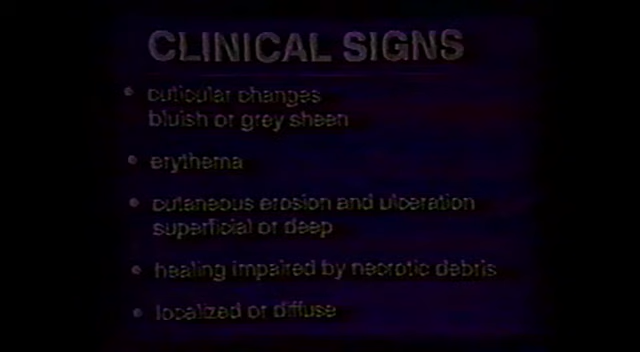 CLINICAL SIGNS
• cuticular changes
bluish or grey sheen
• erythema
• cutaneous erosion and ulceration
superficial or deep
• healing impaired by necrotic debris
• localized or diffuse